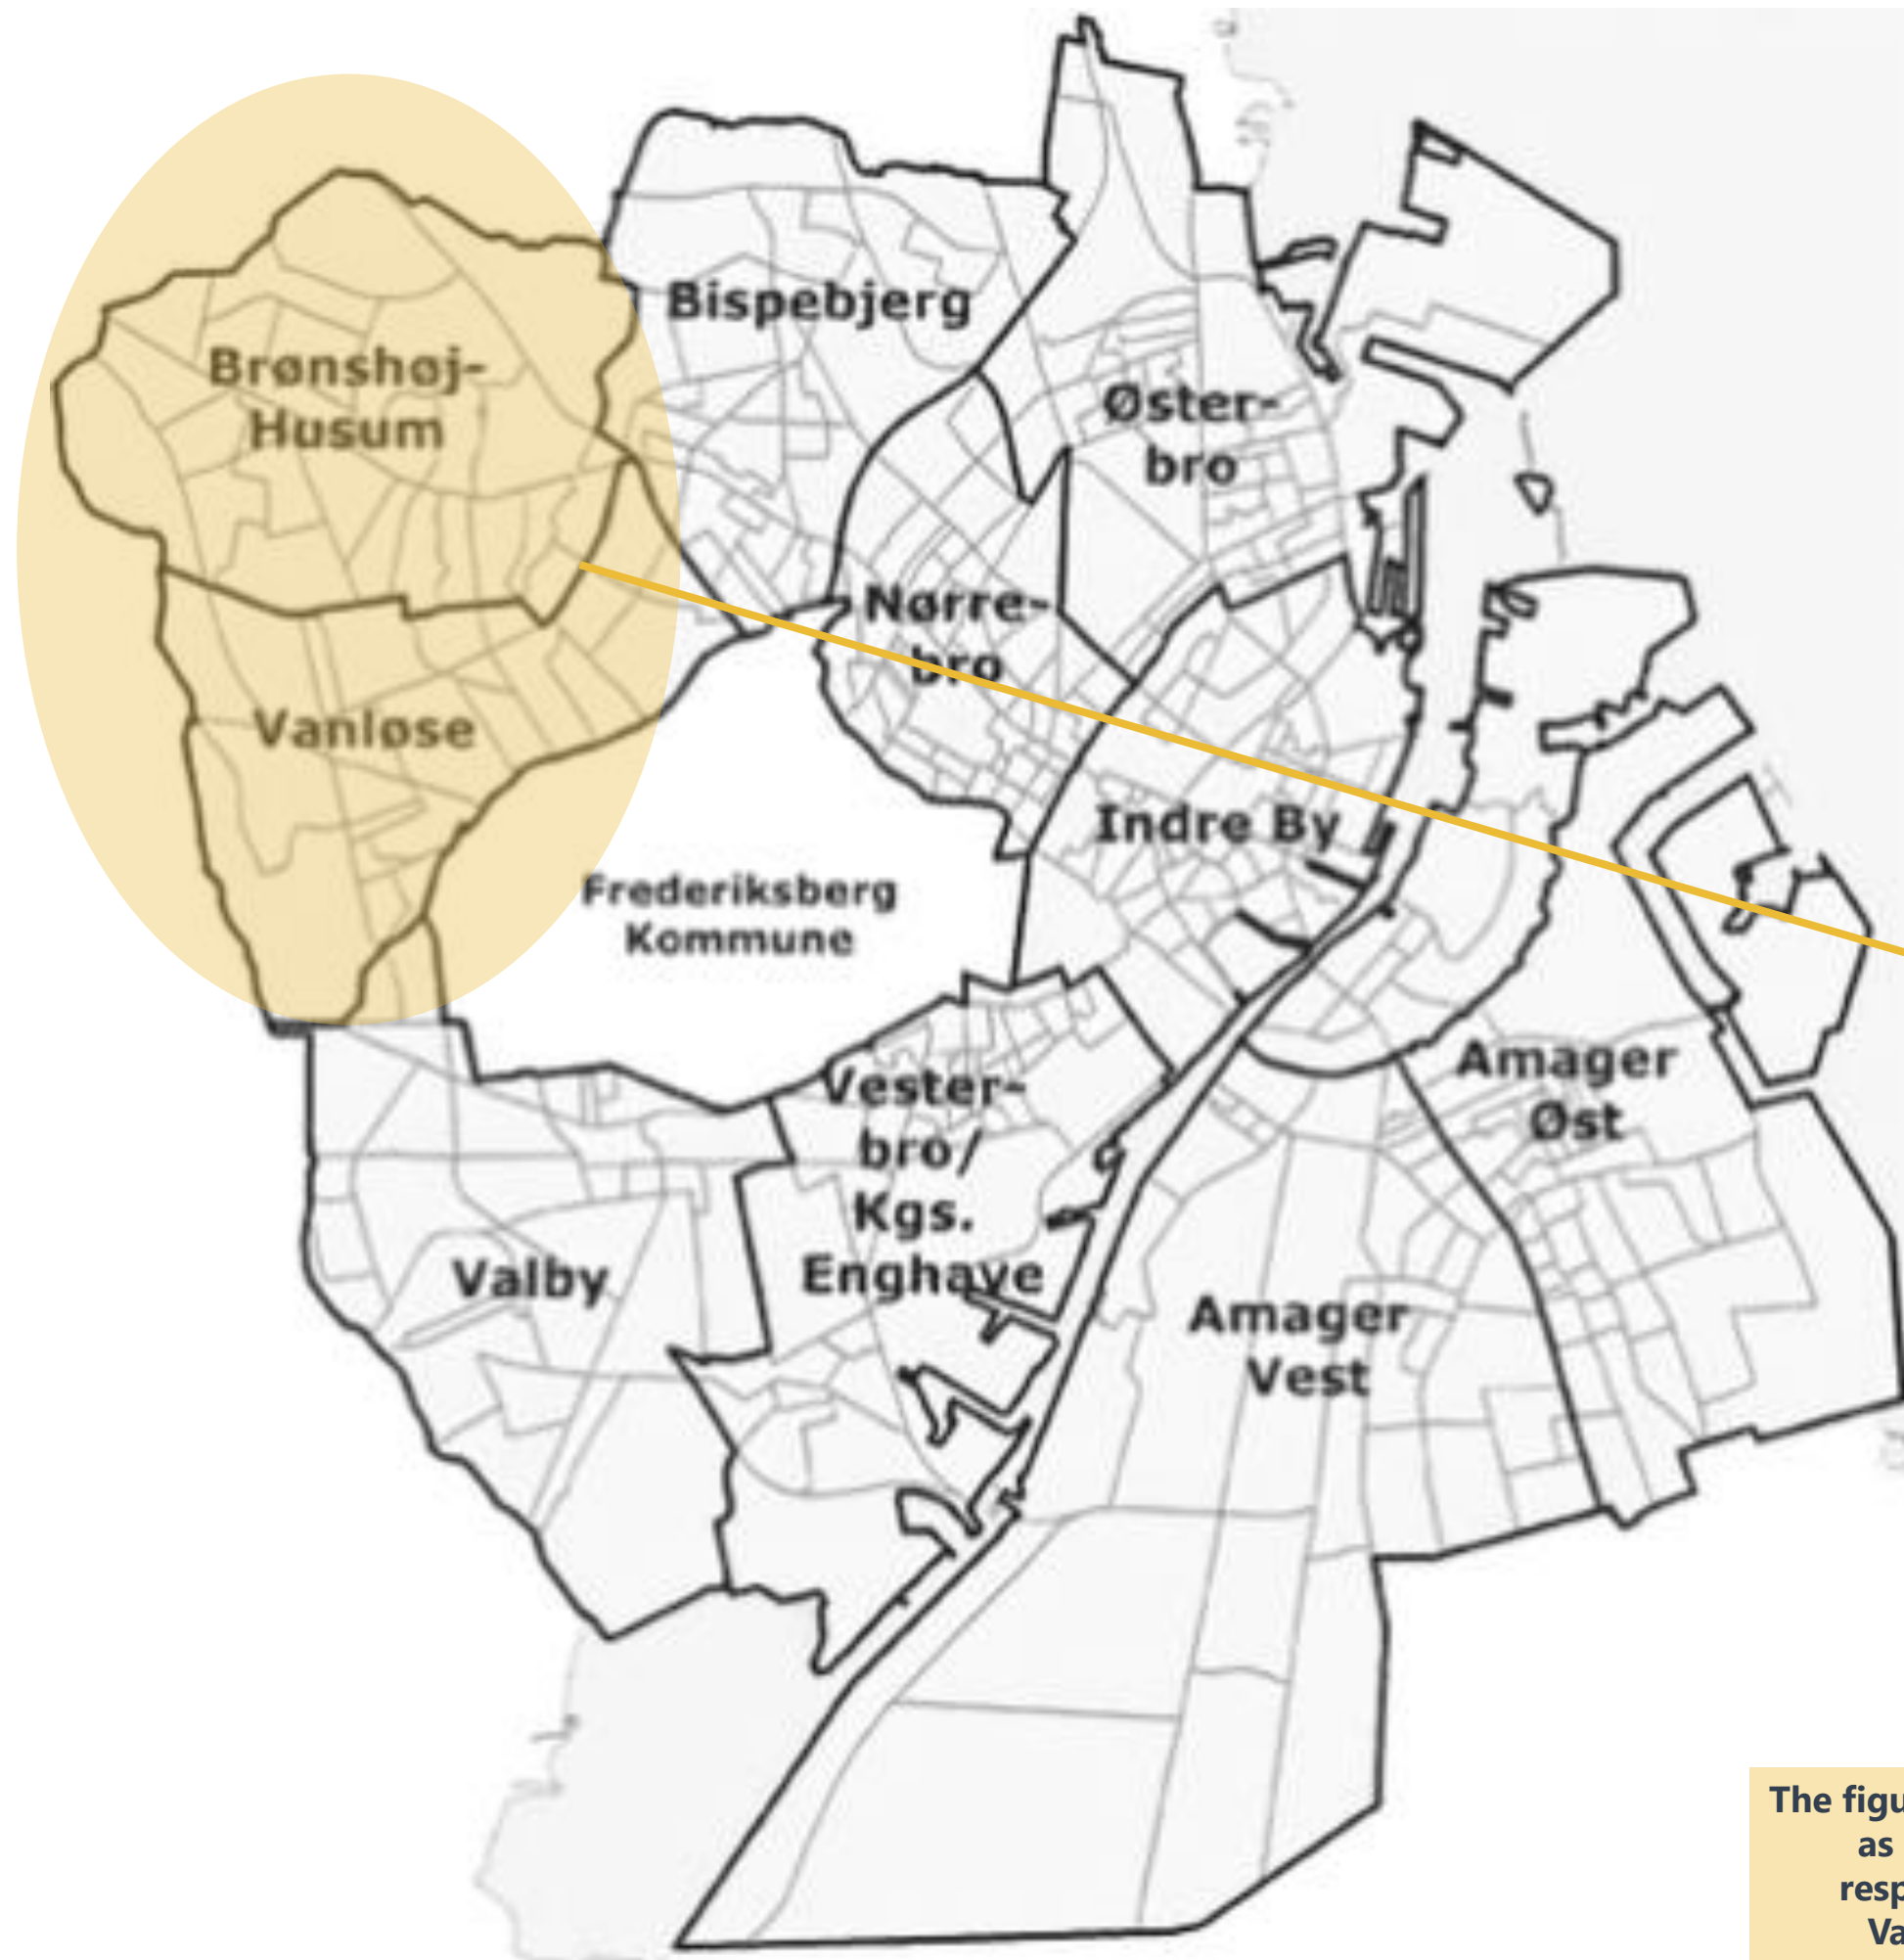 Bispebjerg
Brønshøj-
Husum
Øster-
bro
Nørre-
bro
Vanløse
Indre By
Frederiksberg
Kommune
Vester-
bro/
Kgs.
Enghave
Amager
Øst
Valby
Amager
Vest
The figu
as
resp
Va